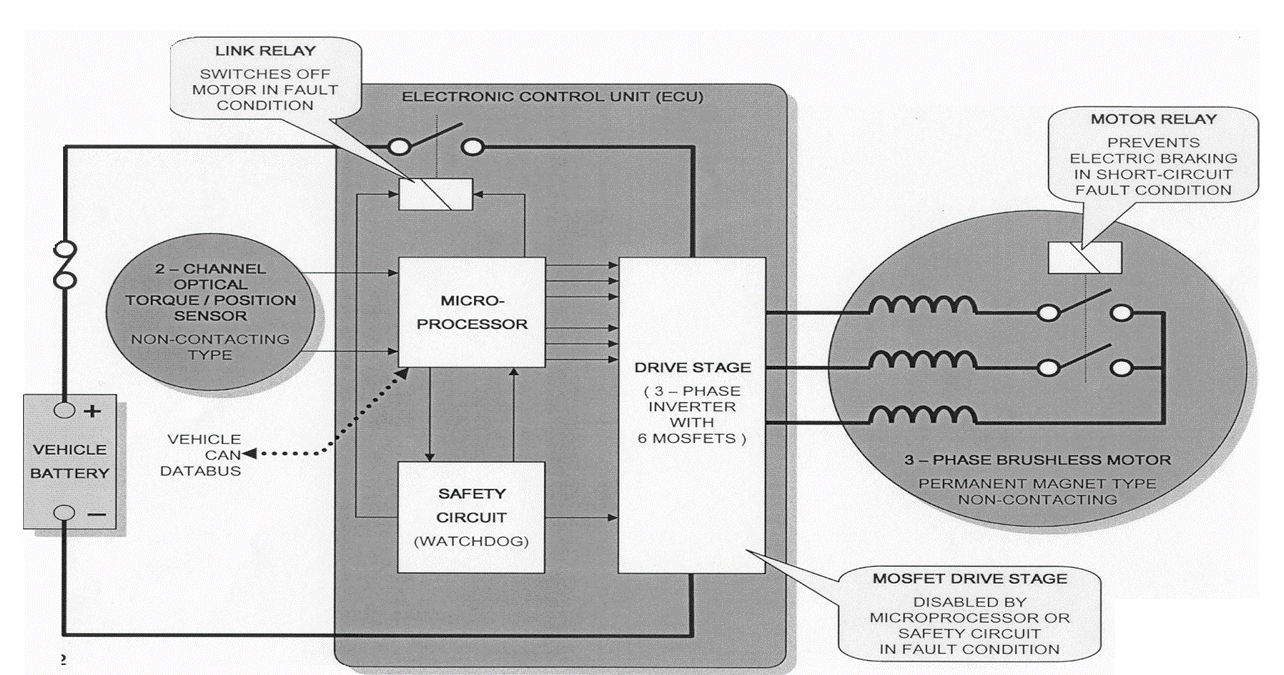 LINK RELAY
SWITCHES OFF
MOTOR IN FAULT
CONDITION
ELECTRONIC CONTROL UNIT (ECU)
MOTOR RELAY
PREVENTS
ELECTRIC BRAKING
IN SHORT-CIRCUIT
FAULT CONDITION
2 – CHANNEL
OPTICAL
TORQUE / POSITION
SENSOR
NON-CONTACTING
TYPE
MICRO-
PROCESSOR
DRIVE STAGE
( 3 – PHASE
INVERTER
WITH
6 MOSFETS )
+
VEHICLE
BATTERY
–
VEHICLE
CAN
DATABUS
SAFETY
CIRCUIT
(WATCHDOG)
3 – PHASE BRUSHLESS MOTOR
PERMANENT MAGNET TYPE
NON-CONTACTING
MOSFET DRIVE STAGE
DISABLED BY
MICROPROCESSOR OR
SAFETY CIRCUIT
IN FAULT CONDITION